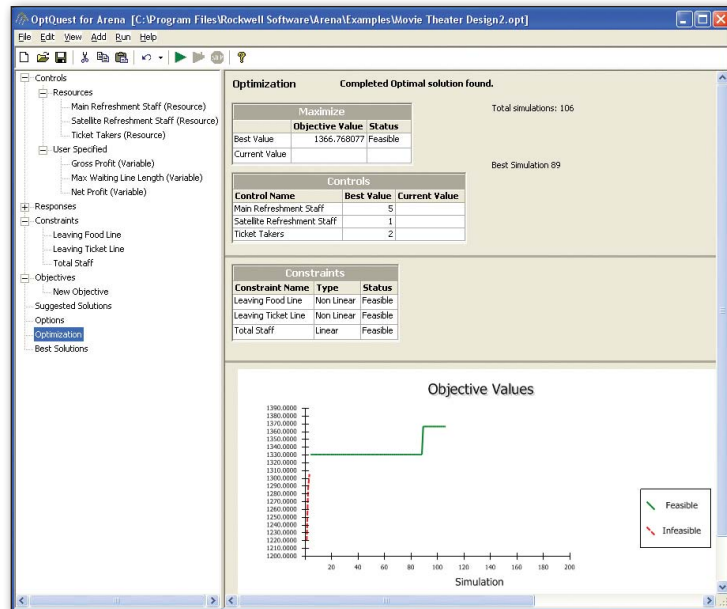 OptQuest for Arena [C:\Program Files\Rockwell Software\Arena\Examples\Movie Theater Design2.opt]
File Edit View Add Run Help
Controls
Resources
Main Refreshment Staff (Resource)
Satellite Refreshment Staff (Resource)
Ticket Takers (Resource)
User Specified
Gross Profit (Variable)
Max Waiting Line Length (Variable)
Net Profit (Variable)
Responses
Constraints
Leaving Food Line
Leaving Ticket Line
Total Staff
Objectives
New Objective
Suggested Solutions
Options
Optimization
Best Solutions
Optimization Completed Optimal solution found.
Maximize
Objective Value Status
Best Value 1366.768077 Feasible
Current Value
Total simulations: 106
Best Simulation 89
Controls
Control Name Best Value Current Value
Main Refreshment Staff 5
Satellite Refreshment Staff 1
Ticket Takers 2
Constraints
Constraint Name Type Status
Leaving Food Line Non Linear Feasible
Leaving Ticket Line Non Linear Feasible
Total Staff Linear Feasible
Objective Values
1390.0000
1380.0000
1370.0000
1360.0000
1350.0000
1340.0000
1330.0000
1320.0000
1310.0000
1300.0000
1290.0000
1280.0000
1270.0000
1260.0000
1250.0000
1240.0000
1230.0000
1220.0000
1210.0000
1200.0000
20 40 60 80 100 120 140 160 180 200
Simulation
Feasible
Infeasible